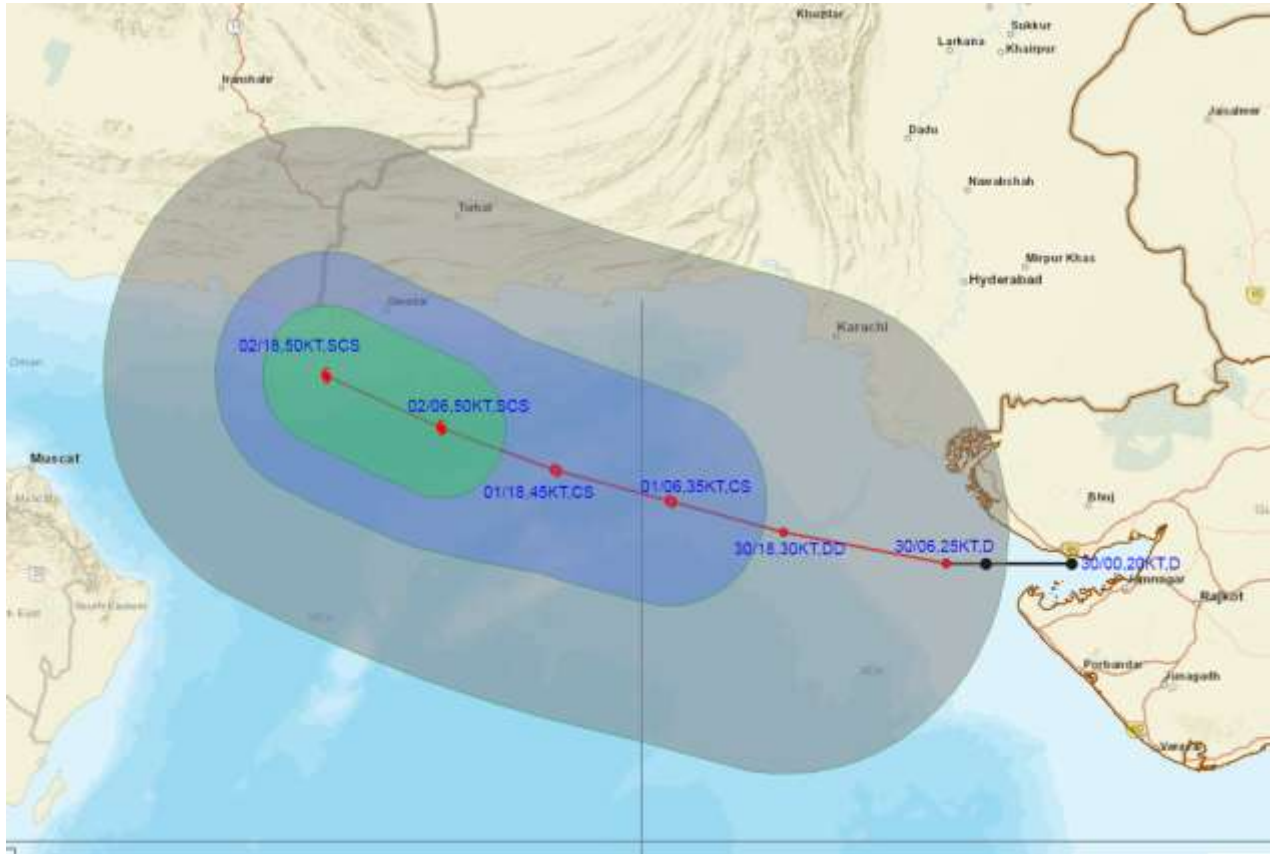 Khuzdar
Sukkur
Larkana
Khairpur
Iranshahr
Jaisalmer
Dadu
Nawabshah
Turbat
Mirpur Khas
Hyderabad
Karachi
02/18,50KT,SCS
02/06,50KT,SCS
Muscat
01/18,45KT,CS
01/06,35KT,CS
Bhuj
30/18,30KT,DD
30/06,25KT,D
30/00,20KT,D
Jamnagar
Rajkot
Porbandar
Junagadh